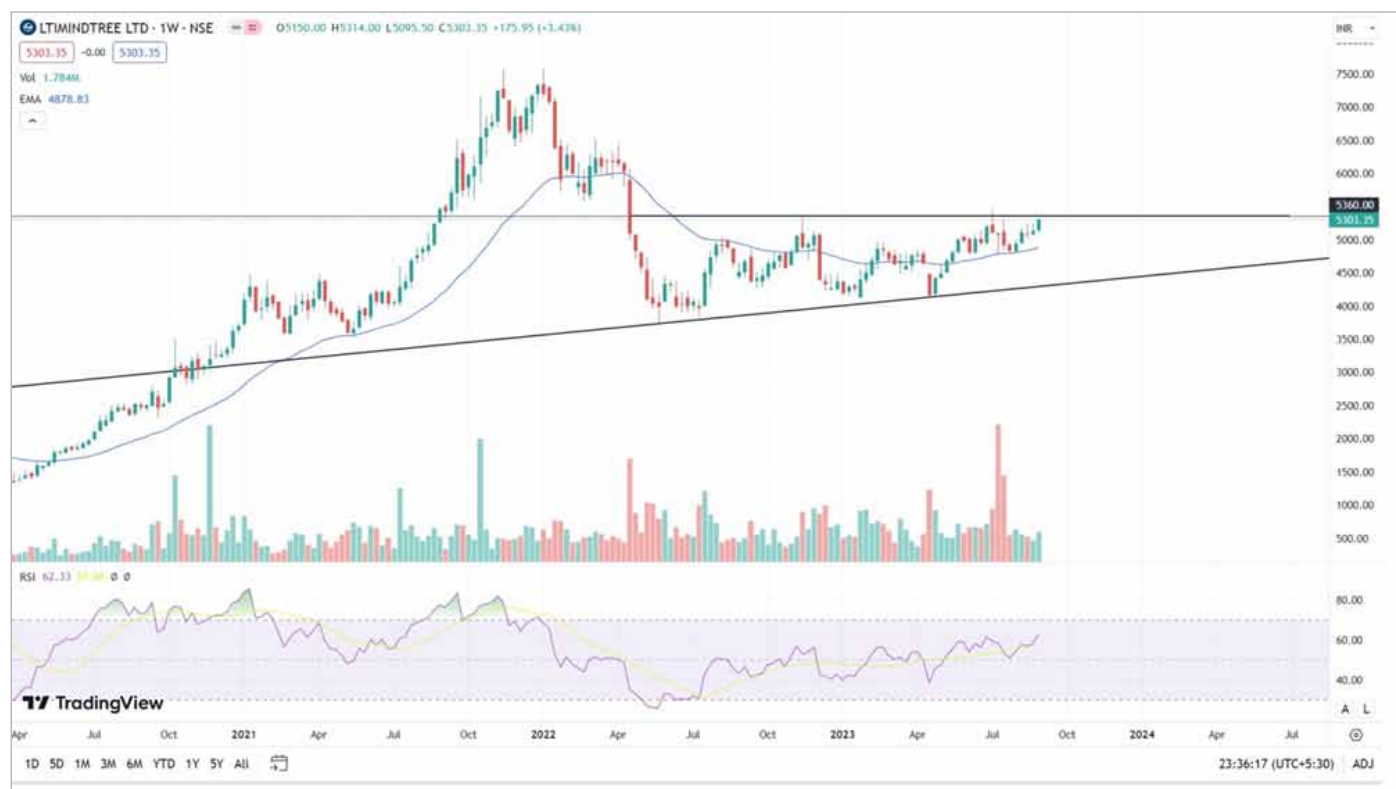 LTIMINDTREE LTD · 1W · NSE O5150.00 H5314.00 L5095.50 C5303.35 +175.95 (+3.43%)
INR
5303.35 -0.00 5303.35
Vol 1.784M
EMA 4878.83
7500.00
7000.00
6500.00
6000.00
5360.00
5303.35
5000.00
4500.00
4000.00
3500.00
3000.00
2500.00
2000.00
1500.00
1000.00
500.00
RSI 62.33 Ø Ø
80.00
60.00
40.00
TradingView
A L
Apr Jul Oct 2021 Apr Jul Oct 2022 Apr Jul Oct 2023 Apr Jul Oct 2024 Apr Jul
1D 5D 1M 3M 6M YTD 1Y 5Y All 23:36:17 (UTC+5:30) ADJ